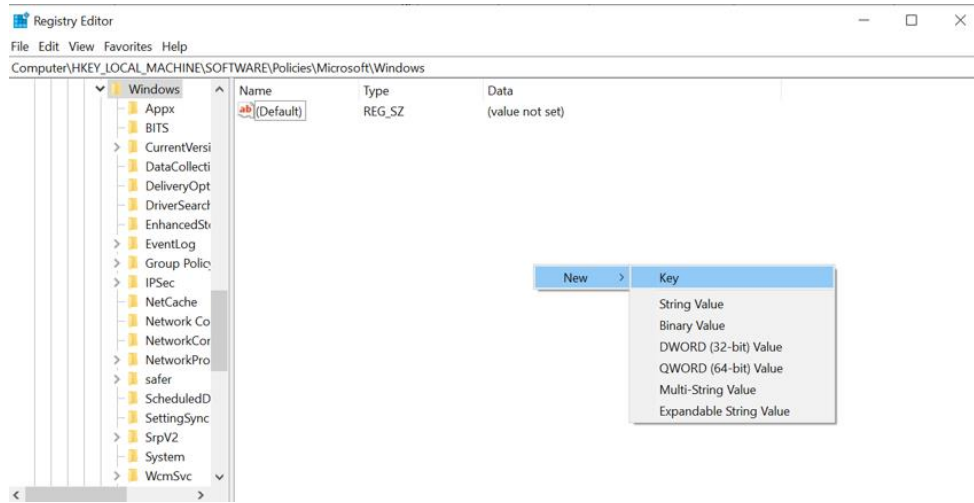 Registry Editor
File Edit View Favorites Help
Computer\HKEY_LOCAL_MACHINE\SOFTWARE\Policies\Microsoft\Windows
Windows
Appx
BITS
CurrentVersi
DataCollecti
DeliveryOpt
DriverSearch
EnhancedSto
EventLog
Group Policy
IPSec
NetCache
Network Co
NetworkCor
NetworkPro
safer
ScheduledD
SettingSync
SrpV2
System
WcmSvc
Name Type Data
ab (Default) REG_SZ (value not set)
New
Key
String Value
Binary Value
DWORD (32-bit) Value
QWORD (64-bit) Value
Multi-String Value
Expandable String Value